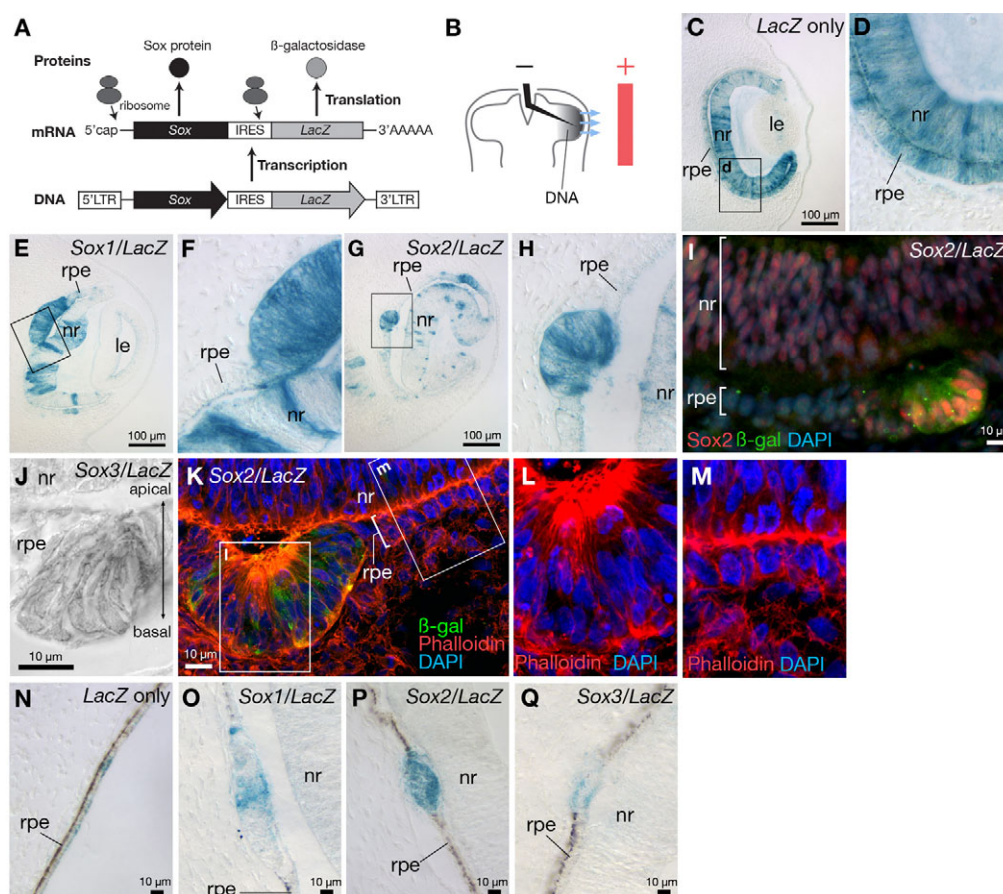 A
Proteins
Sox protein
ß-galactosidase
ribosome
Translation
mRNA
5'cap
Sox
IRES
LacZ
3'AAAAA
Transcription
DNA
5'LTR
Sox
IRES
LacZ
3'LTR
B
− +
DNA
C
LacZ only
nr
le
rpe
d
100 µm
D
nr
rpe
E
Sox1/LacZ
rpe
nr
le
100 µm
F
rpe
nr
G
Sox2/LacZ
rpe
nr
100 µm
H
rpe
nr
I
Sox2/LacZ
nr
rpe
Sox2 ß-gal DAPI
10 µm
J
Sox3/LacZ
nr
apical
rpe
basal
10 µm
K
Sox2/LacZ
nr
rpe
l
m
ß-gal
Phalloidin
DAPI
10 µm
L
Phalloidin DAPI
M
Phalloidin DAPI
N
LacZ only
rpe
10 µm
O
Sox1/LacZ
nr
rpe
10 µm
P
Sox2/LacZ
nr
rpe
10 µm
Q
Sox3/LacZ
nr
rpe
10 µm